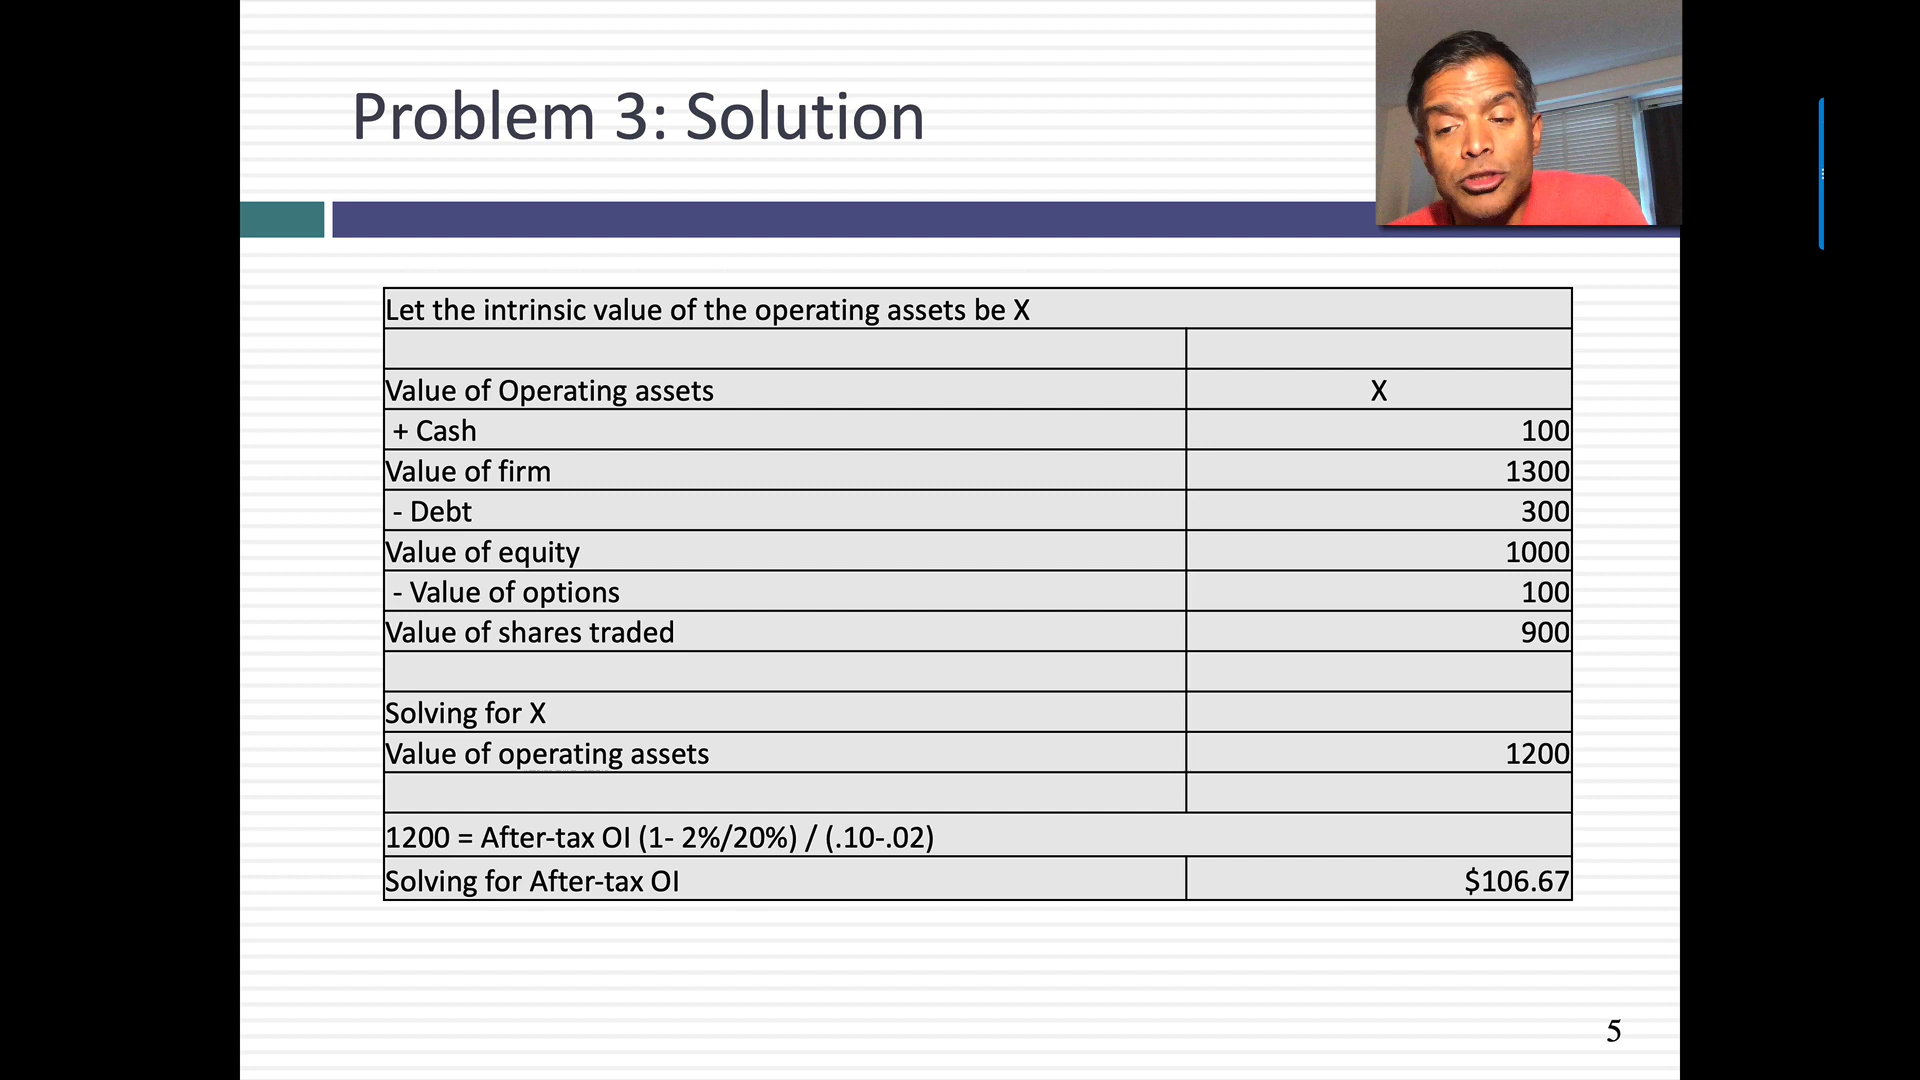 Problem 3: Solution
Let the intrinsic value of the operating assets be X
Value of Operating assets X
+ Cash 100
Value of firm 1300
- Debt 300
Value of equity 1000
- Value of options 100
Value of shares traded 900
Solving for X
Value of operating assets 1200
1200 = After-tax OI (1- 2%/20%) / (.10-.02)
Solving for After-tax OI $106.67
5